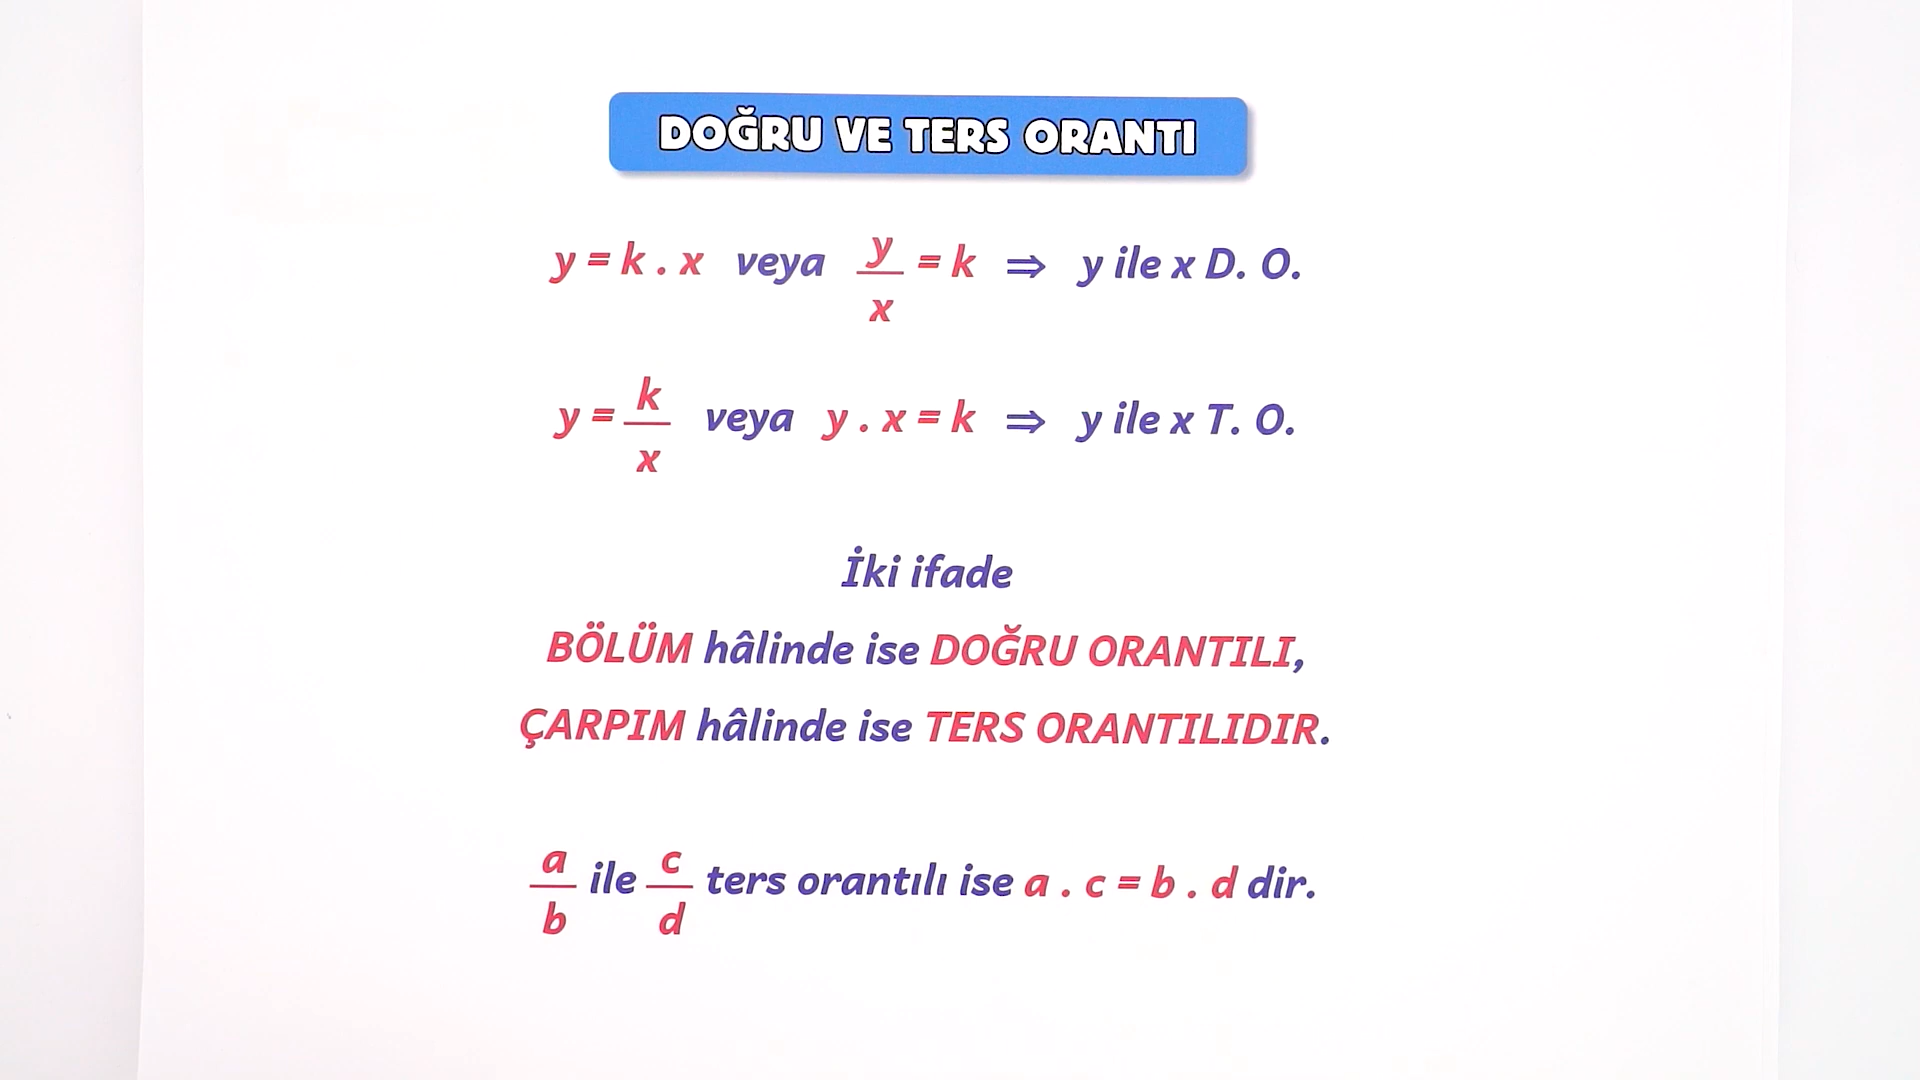 DOĞRU VE TERS ORANTI
y = k . x veya y/x = k ⇒ y ile x D. O.
y = k/x veya y . x = k ⇒ y ile x T. O.
İki ifade
BÖLÜM hâlinde ise DOĞRU ORANTILI,
ÇARPIM hâlinde ise TERS ORANTILIDIR.
a/b ile c/d ters orantılı ise a . c = b . d dir.